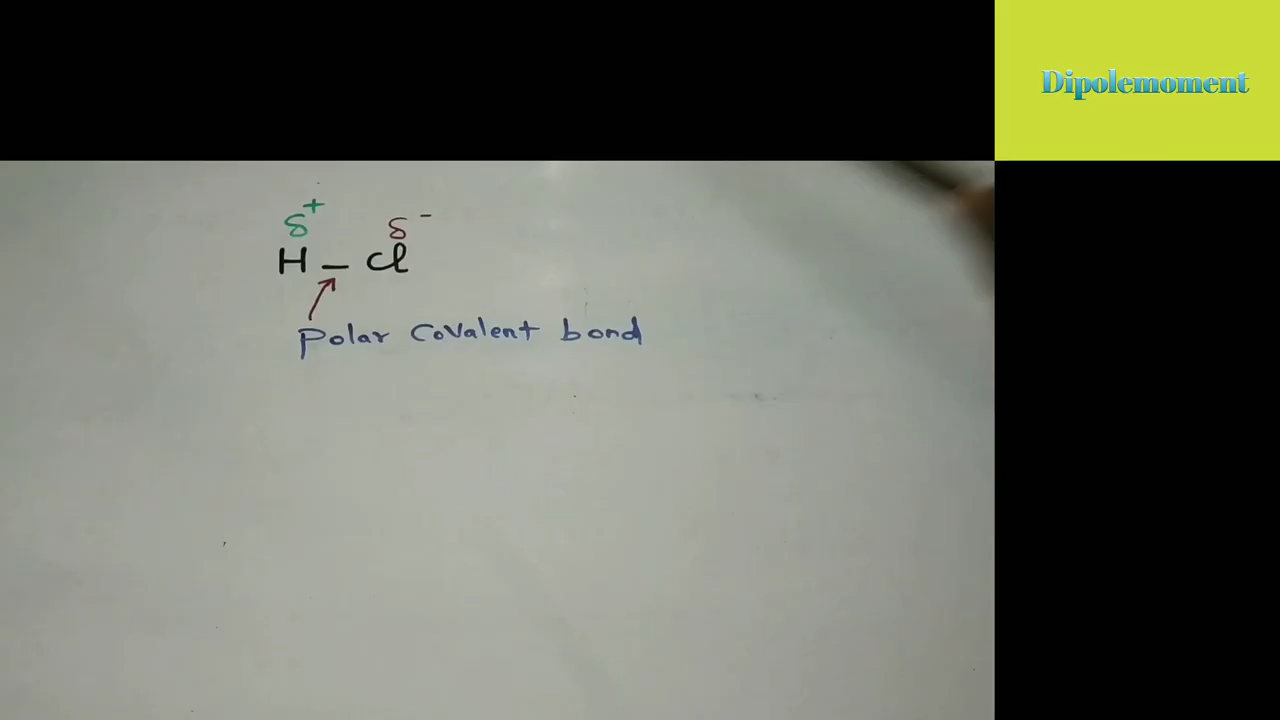 Dipolemoment
δ+ δ-
H - Cl
Polar Covalent bond